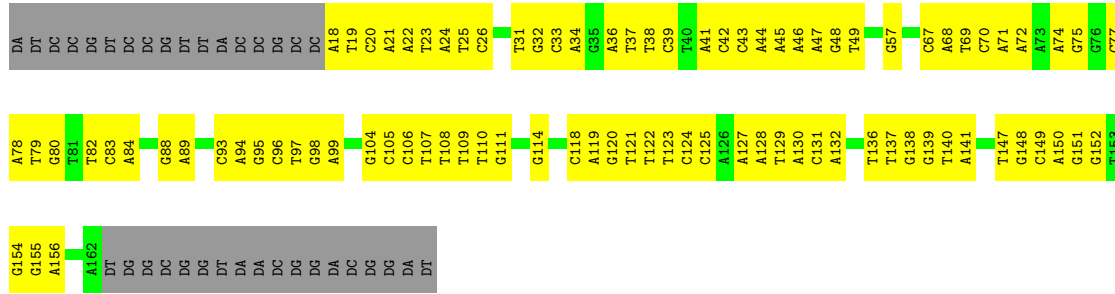 DA DT DC DC DG DT DC DC DG DT DT DA DC DC DG DC DC A18 T19 C20 A21 A22 T23 A24 T25 C26 T31 G32 C33 A34 G35 A36 T37 T38 C39 T40 A41 C42 C43 A44 A45 A46 A47 G48 T49 G57 C67 A68 T69 C70 A71 A72 A73 A74 G75 G76 C77
A78 T79 G80 T81 T82 C83 A84 G88 A89 C93 A94 G95 C96 T97 G98 A99 G104 C105 C106 T107 T108 T109 T110 G111 G114 C118 A119 G120 T121 T122 T123 C124 C125 A126 A127 A128 T129 A130 C131 A132 T136 T137 G138 G139 T140 A141 T147 G148 C149 A150 G151 G152 T153
G154 G155 A156 A162 DT DG DG DC DG DG DT DA DA DC DG DG DG DA DC DG DG DA DT